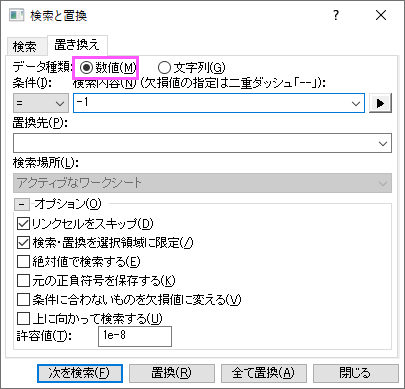 検索と置換
検索 置き換え
データ種類: 数値(M) 文字列(G)
条件(I): 検索内容(N) (欠損値の指定は二重ダッシュ「--」):
= -1
置換先(P):
検索場所(L):
アクティブなワークシート
- オプション(O)
リンクセルをスキップ(D)
検索・置換を選択領域に限定(/)
絶対値で検索する(E)
元の正負符号を保存する(K)
条件に合わないものを欠損値に変える(V)
上に向かって検索する(U)
許容値(T): 1e-8
次を検索(F) 置換(R) 全て置換(A) 閉じる